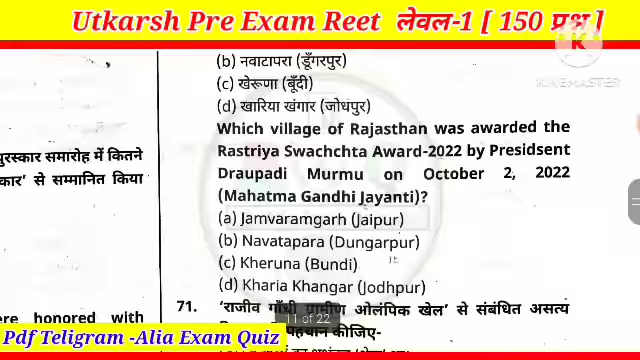 Utkarsh Pre Exam Reet लेवल-1 [ 150 प्रश्न ]
KINEMASTER
(b) नवाटापरा (डूँगरपुर)
(c) खेरूणा (बूँदी)
(d) खारिया खंगार (जोधपुर)
Which village of Rajasthan was awarded the
Rastriya Swachchta Award-2022 by Presidsent
Draupadi Murmu on October 2, 2022
(Mahatma Gandhi Jayanti)?
(a) Jamvaramgarh (Jaipur)
(b) Navatapara (Dungarpur)
(c) Kheruna (Bundi)
(d) Kharia Khangar (Jodhpur)
71. 'राजीव गाँधी ग्रामीण ओलंपिक खेल' से संबंधित असत्य
पहचान कीजिए-
पुरस्कार समारोह में कितने
से सम्मानित किया
honored with
11 of 22
Pdf Teligram -Alia Exam Quiz